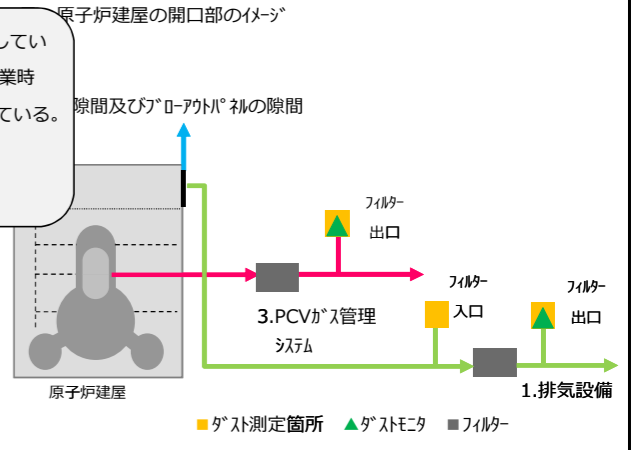 原子炉建屋の開口部のｲﾒｰｼﾞ
してい
業時
ている。
隙間及びﾌﾞﾛｰｱｳﾄﾊﾟﾈﾙの隙間
ﾌｨﾙﾀｰ
出口
3.PCVｶﾞｽ管理
ｼｽﾃﾑ
ﾌｨﾙﾀｰ
入口
ﾌｨﾙﾀｰ
出口
1.排気設備
原子炉建屋
■ﾀﾞｽﾄ測定箇所 ▲ﾀﾞｽﾄﾓﾆﾀ ■ﾌｨﾙﾀｰ